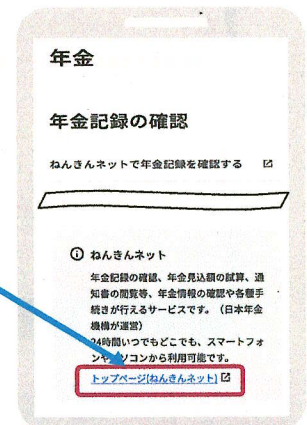 年金
年金記録の確認
ねんきんネットで年金記録を確認する
ねんきんネット
年金記録の確認、年金見込額の試算、通
知書の閲覧等、年金情報の確認や各種手
続きが行えるサービスです。（日本年金
機構が運営）
24時間いつでもどこでも、スマートフォ
ンやパソコンから利用可能です。
トップページ(ねんきんネット)